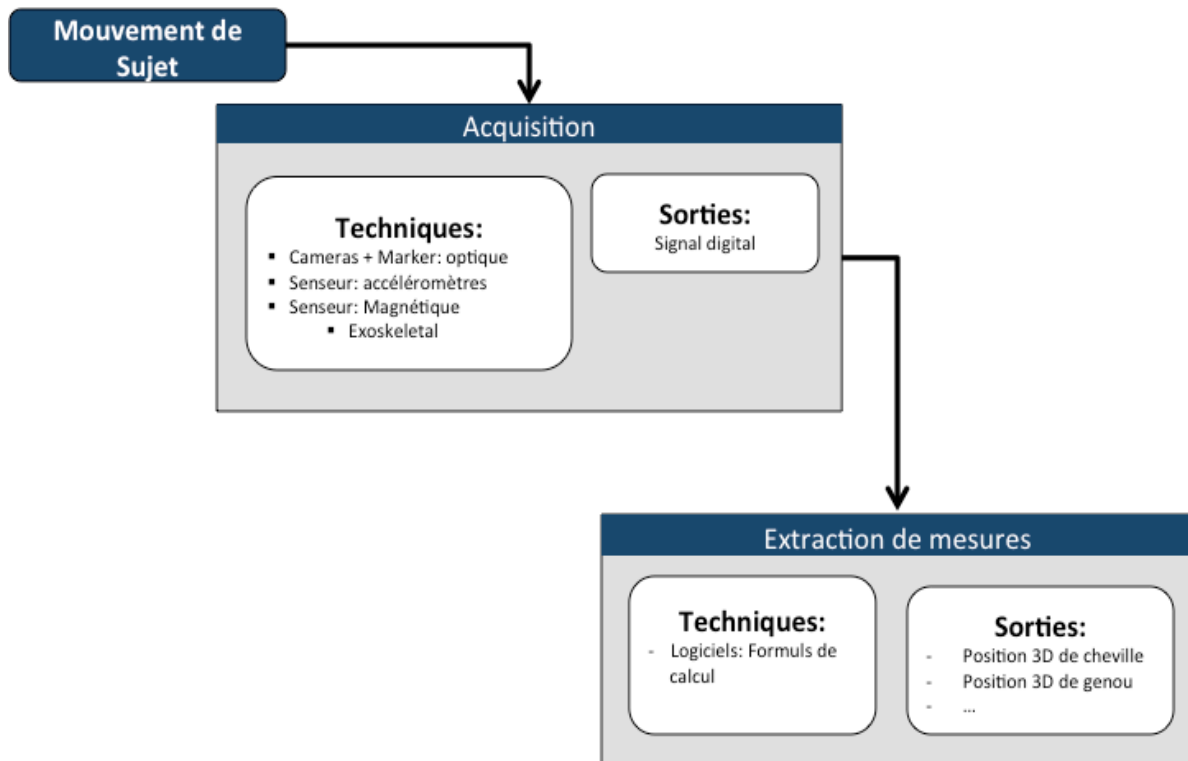 Mouvement de
Sujet
Acquisition
Techniques:
▪ Cameras + Marker: optique
▪ Senseur: accéléromètres
▪ Senseur: Magnétique
▪ Exoskeletal
Sorties:
Signal digital
Extraction de mesures
Techniques:
- Logiciels: Formuls de
calcul
Sorties:
- Position 3D de cheville
- Position 3D de genou
- ...